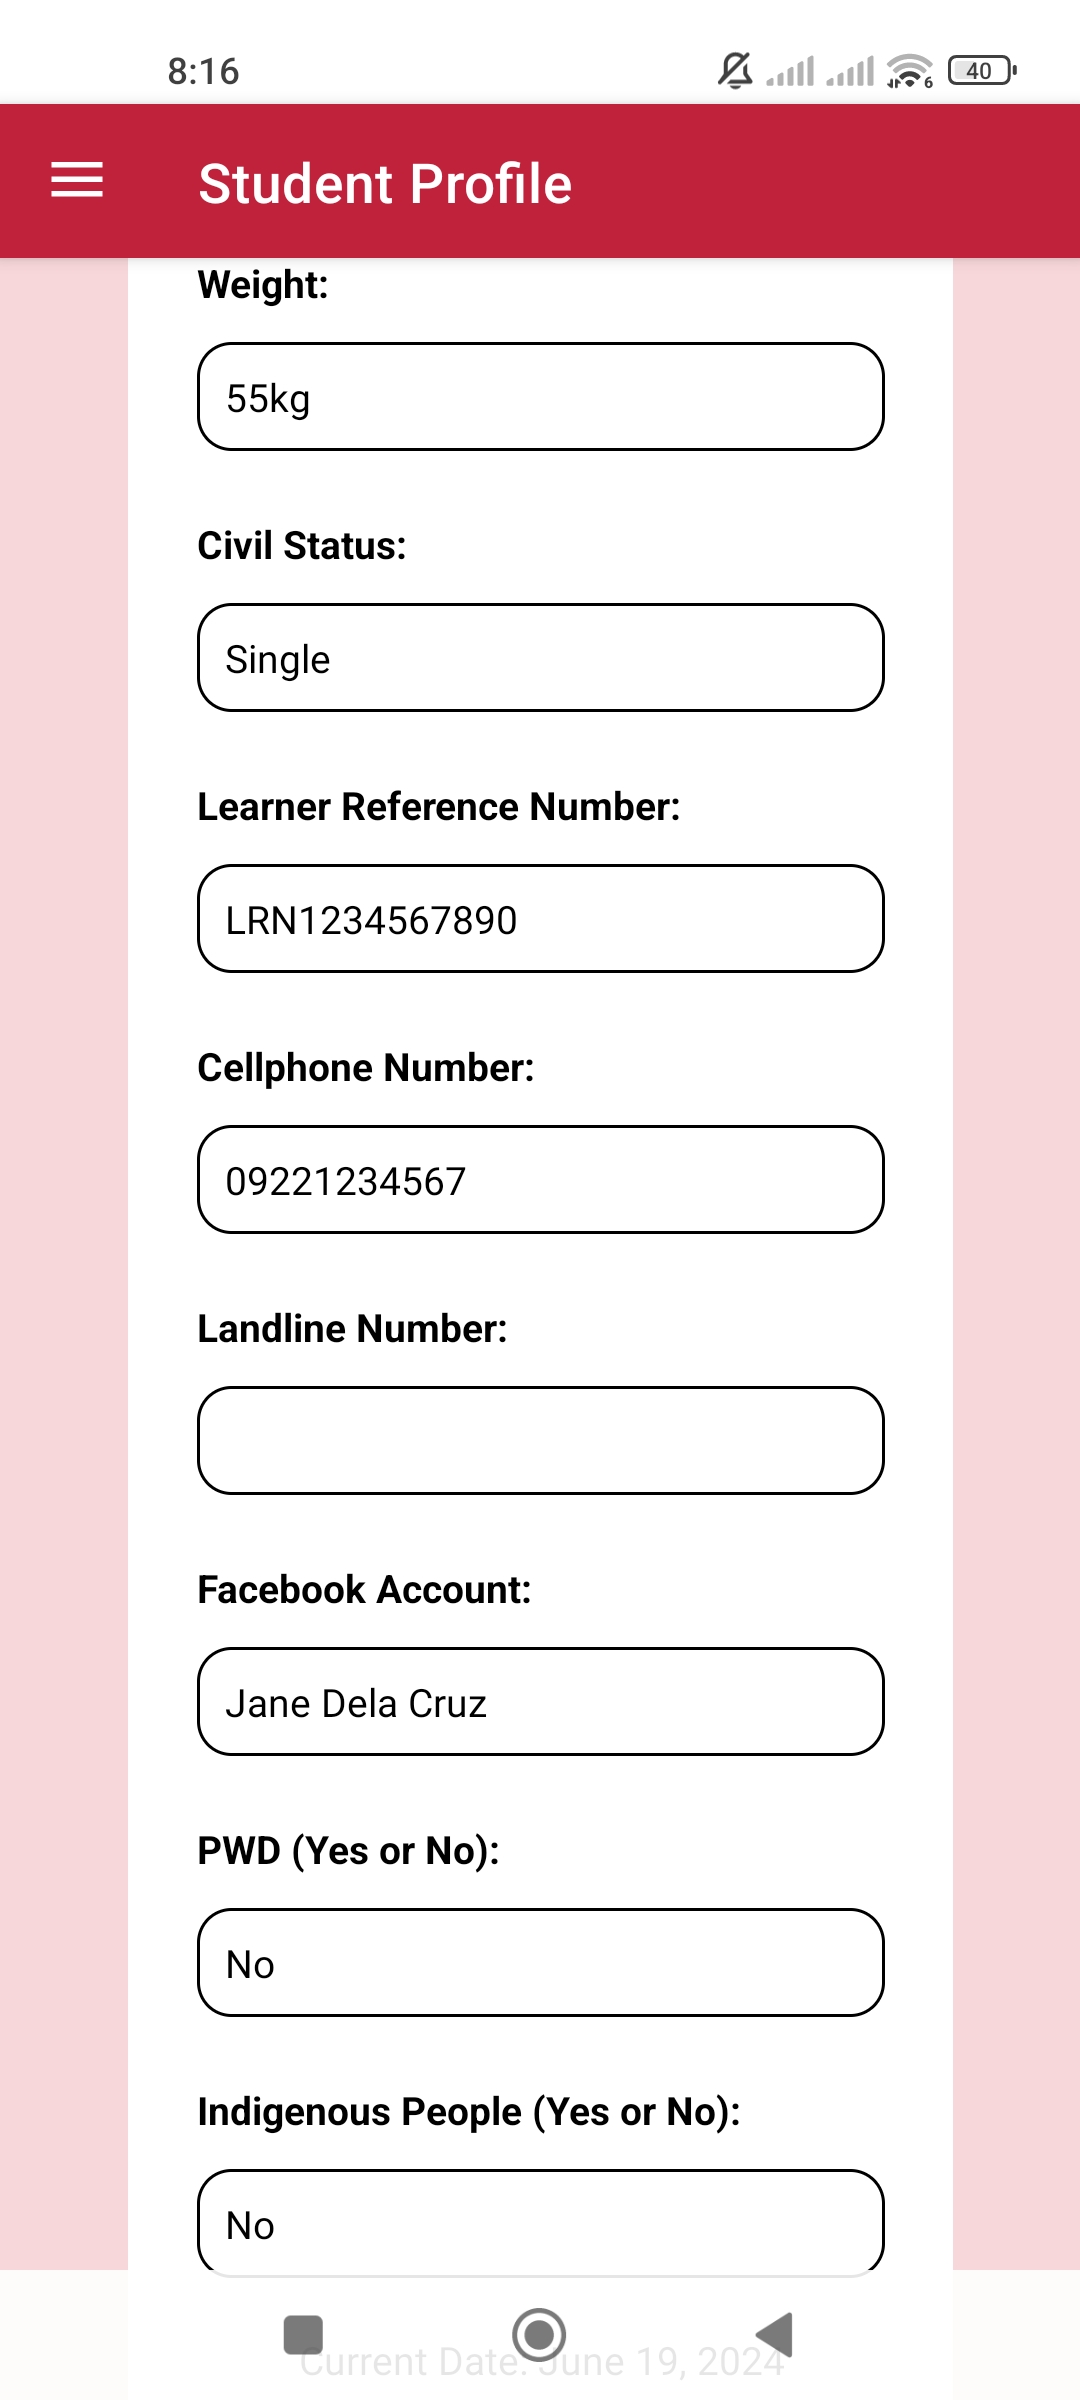 8:16
6
40
Student Profile
Weight:
55kg
Civil Status:
Single
Learner Reference Number:
LRN1234567890
Cellphone Number:
09221234567
Landline Number:
Facebook Account:
Jane Dela Cruz
PWD (Yes or No):
No
Indigenous People (Yes or No):
No
Current Date: June 19, 2024